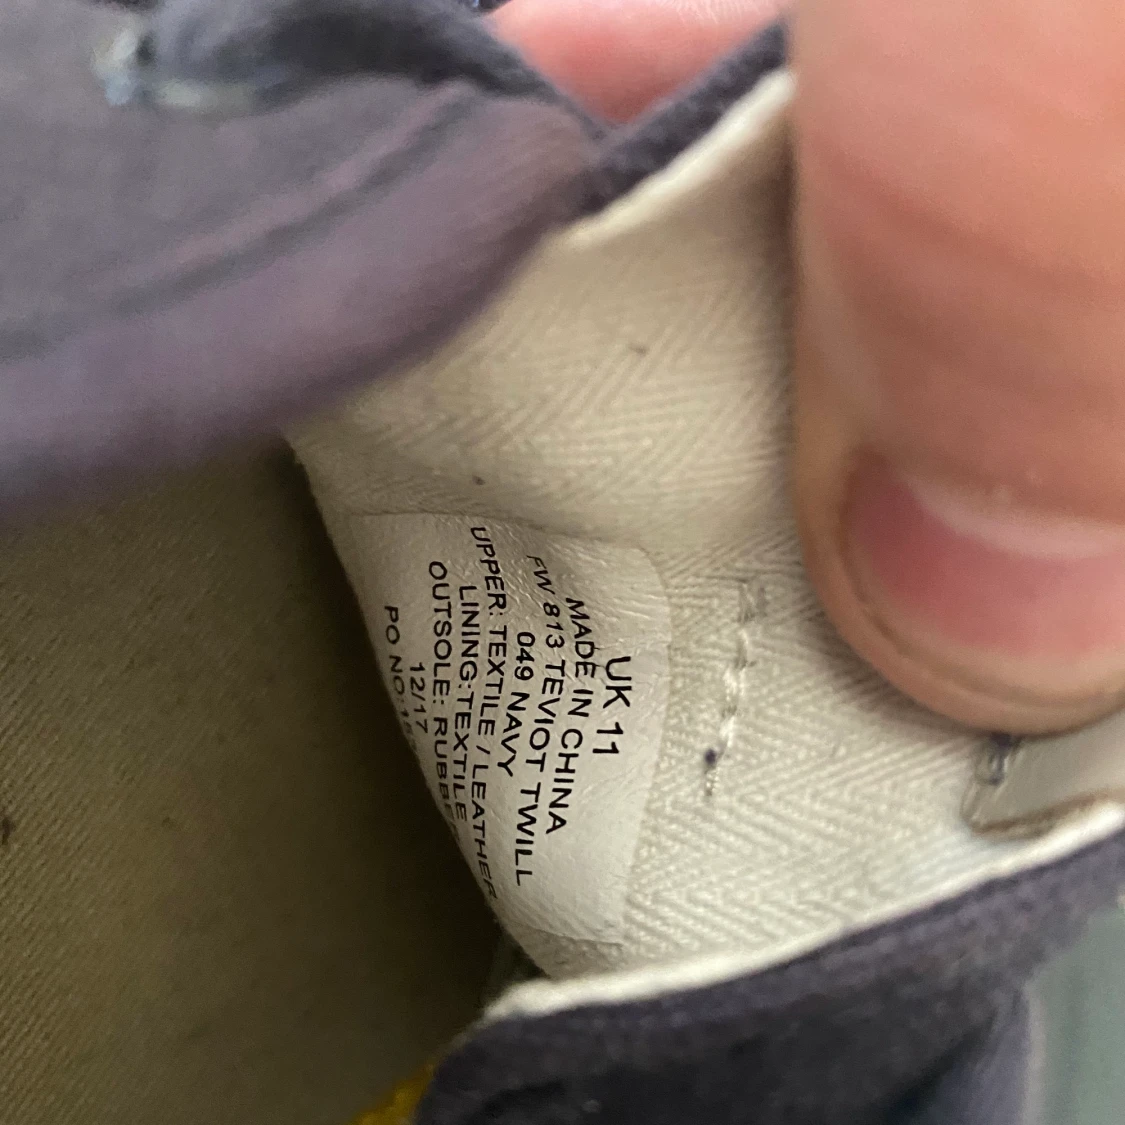 UK 11
MADE IN CHINA
FW 813 TEVIOT TWILL
049 NAVY
UPPER: TEXTILE / LEATHER
LINING:TEXTILE
OUTSOLE: RUBBER
12/17
PO NO: